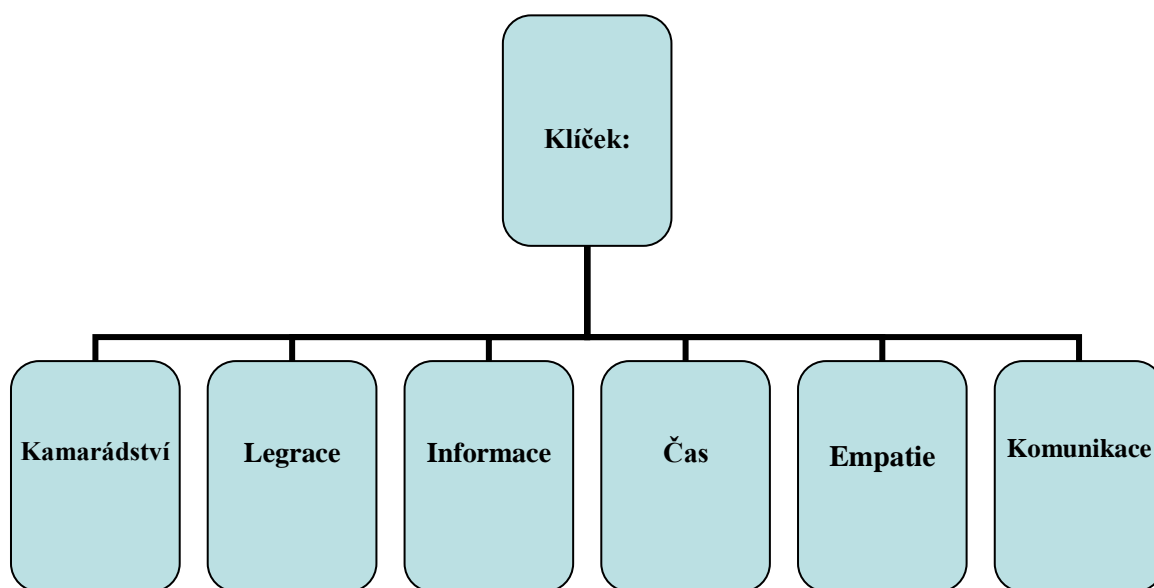 Klíček:
Kamarádství
Legrace
Informace
Čas
Empatie
Komunikace